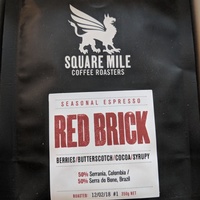 SQUARE MILE
COFFEE ROASTERS
SEASONAL ESPRESSO
RED BRICK
BERRIES/BUTTERSCOTCH/COCOA/SYRUPY
50% Serrania, Colombia /
50% Serra do Bone, Brazil
ROASTED: 12/02/18 #1 350g NET.